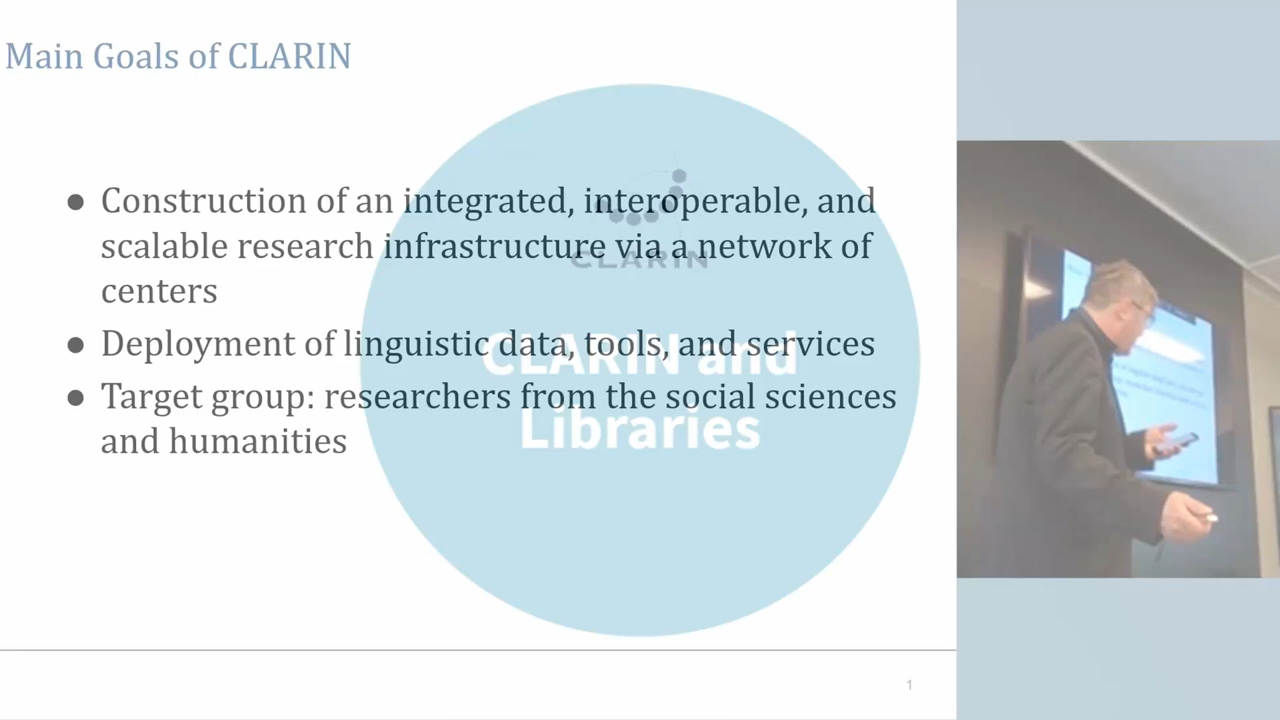 Main Goals of CLARIN
● Construction of an integrated, interoperable, and
scalable research infrastructure via a network of
centers
● Deployment of linguistic data, tools, and services
● Target group: researchers from the social sciences
and humanities
CLARIN
CLARIN and
Libraries
1